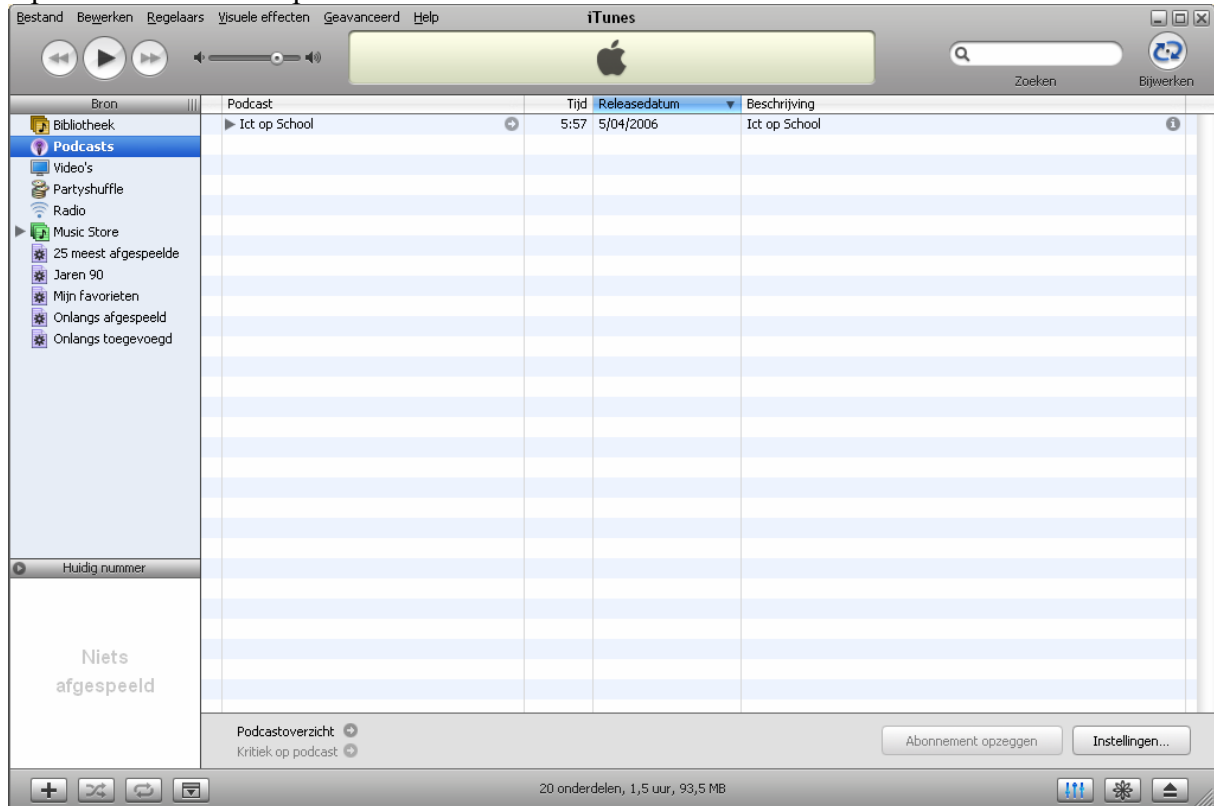 Bestand Bewerken Regelaars Visuele effecten Geavanceerd Help iTunes
Zoeken Bijwerken
Bron Podcast Tijd Releasedatum Beschrijving
Bibliotheek Ict op School 5:57 5/04/2006 Ict op School
Podcasts
Video's
Partyshuffle
Radio
Music Store
25 meest afgespeelde
Jaren 90
Mijn favorieten
Onlangs afgespeeld
Onlangs toegevoegd
Huidig nummer
Niets
afgespeeld
Podcastoverzicht
Kritiek op podcast
Abonnement opzeggen Instellingen...
20 onderdelen, 1,5 uur, 93,5 MB